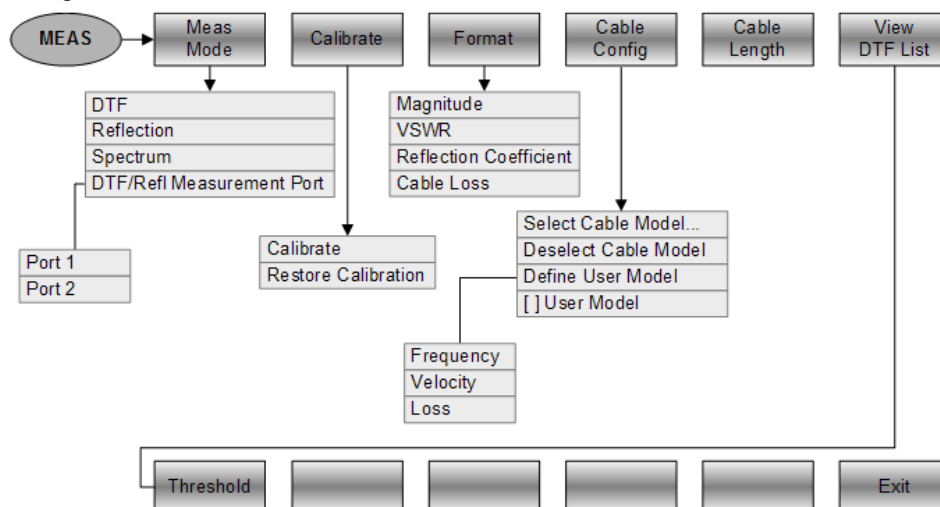 MEAS
Meas
Mode
Calibrate
Format
Cable
Config
Cable
Length
View
DTF List
DTF
Reflection
Spectrum
DTF/Refl Measurement Port
Port 1
Port 2
Calibrate
Restore Calibration
Magnitude
VSWR
Reflection Coefficient
Cable Loss
Select Cable Model...
Deselect Cable Model
Define User Model
[ ] User Model
Frequency
Velocity
Loss
Threshold
Exit